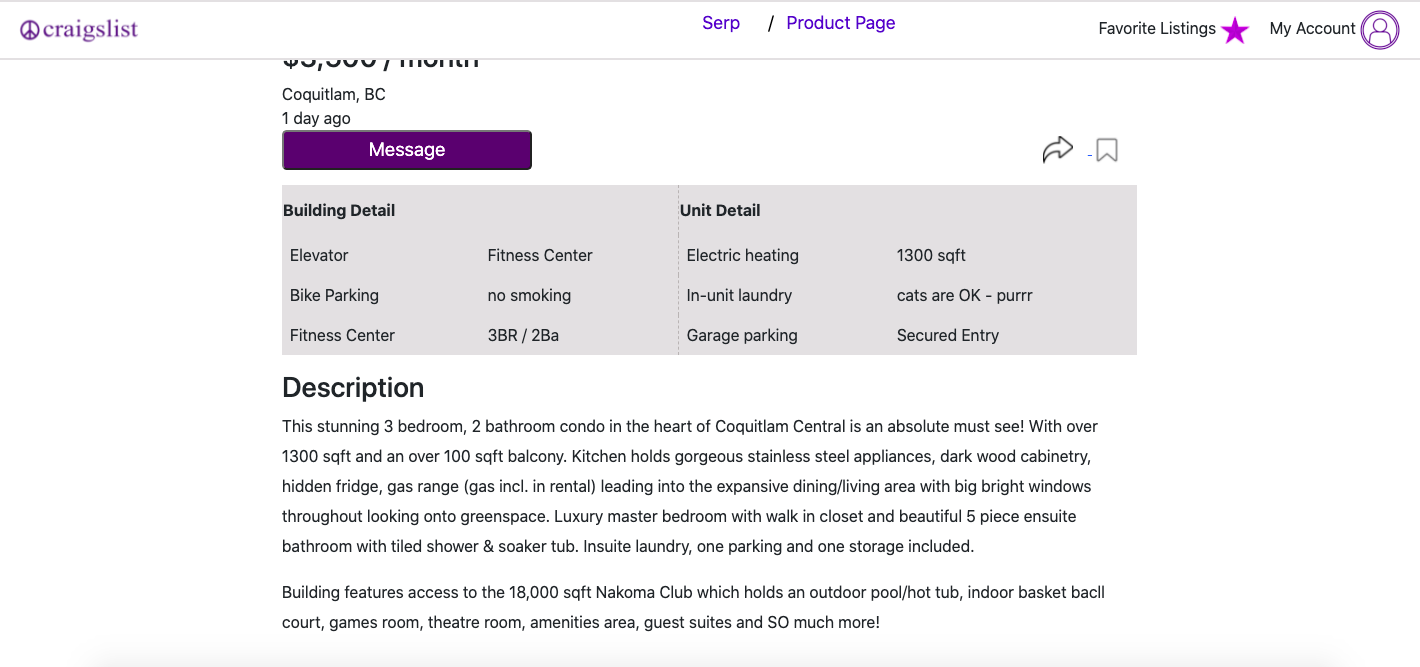 craigslist
Serp / Product Page
Favorite Listings
My Account
$3,500 / month
Coquitlam, BC
1 day ago
Message
Building Detail
Unit Detail
Elevator Fitness Center Electric heating 1300 sqft
Bike Parking no smoking In-unit laundry cats are OK - purrr
Fitness Center 3BR / 2Ba Garage parking Secured Entry
Description
This stunning 3 bedroom, 2 bathroom condo in the heart of Coquitlam Central is an absolute must see! With over
1300 sqft and an over 100 sqft balcony. Kitchen holds gorgeous stainless steel appliances, dark wood cabinetry,
hidden fridge, gas range (gas incl. in rental) leading into the expansive dining/living area with big bright windows
throughout looking onto greenspace. Luxury master bedroom with walk in closet and beautiful 5 piece ensuite
bathroom with tiled shower & soaker tub. Insuite laundry, one parking and one storage included.
Building features access to the 18,000 sqft Nakoma Club which holds an outdoor pool/hot tub, indoor basket bacll
court, games room, theatre room, amenities area, guest suites and SO much more!